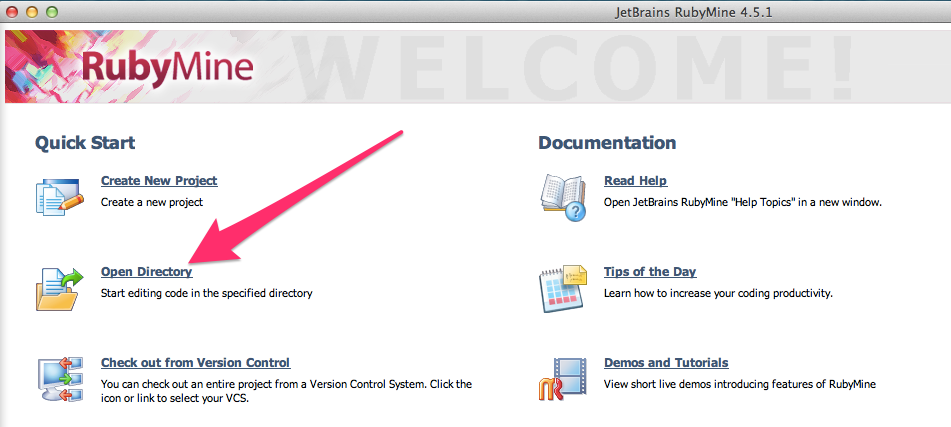 JetBrains RubyMine 4.5.1
RubyMine
WELCOME!
Quick Start
Create New Project
Create a new project
Open Directory
Start editing code in the specified directory
Check out from Version Control
You can check out an entire project from a Version Control System. Click the
icon or link to select your VCS.
Documentation
Read Help
Open JetBrains RubyMine "Help Topics" in a new window.
Tips of the Day
Learn how to increase your coding productivity.
Demos and Tutorials
View short live demos introducing features of RubyMine